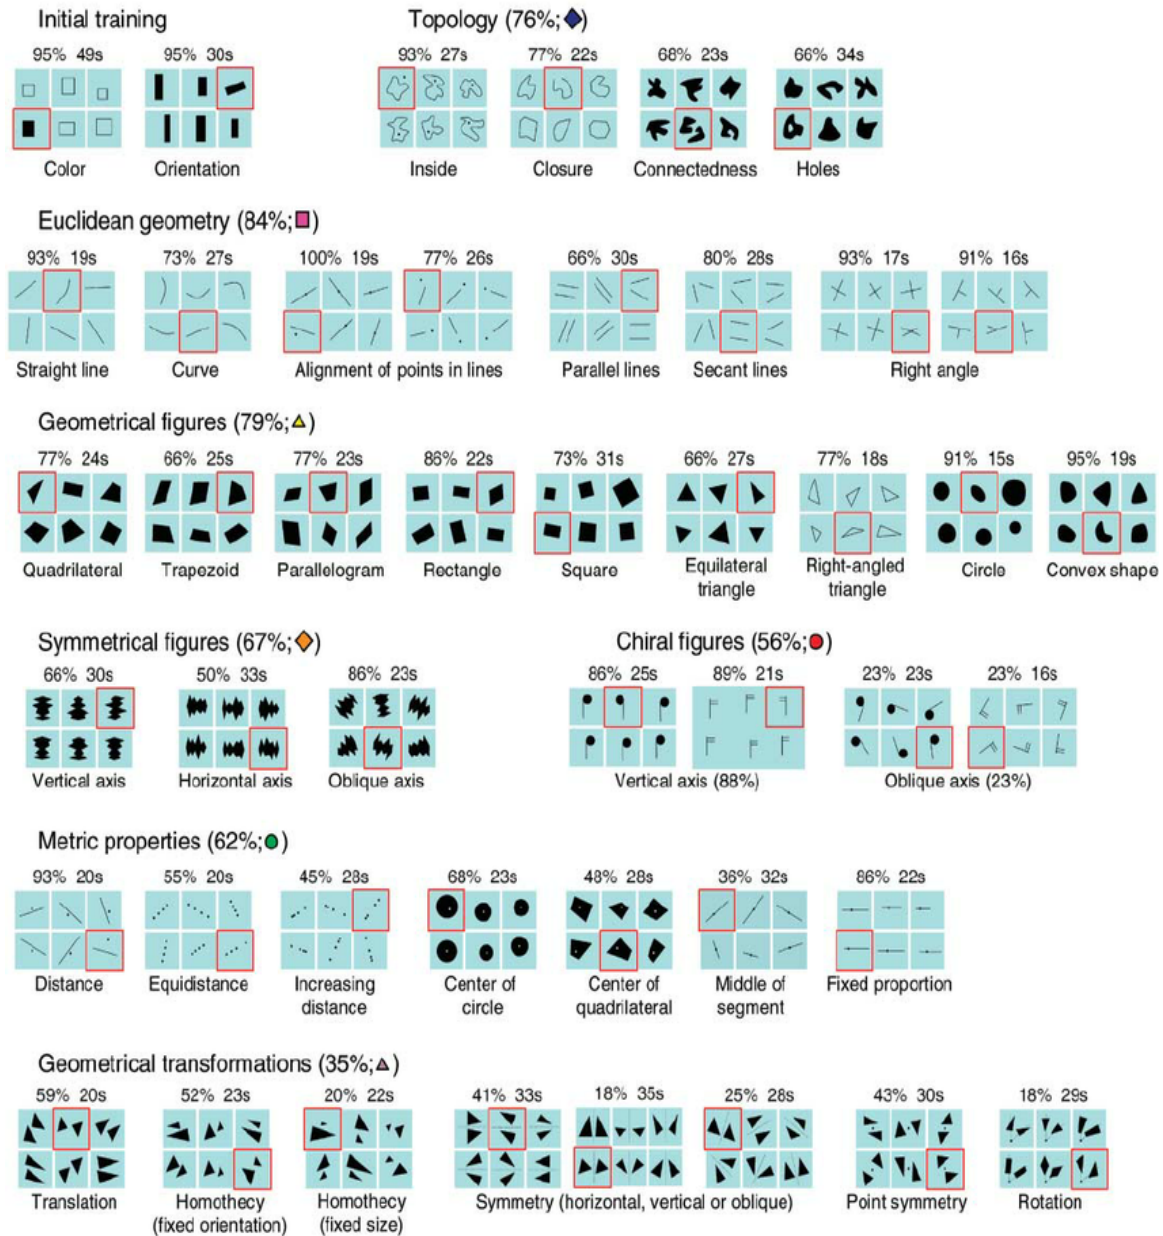 Initial training
Topology (76%;◆)
95% 49s
95% 30s
93% 27s
77% 22s
68% 23s
66% 34s
Color
Orientation
Inside
Closure
Connectedness
Holes
Euclidean geometry (84%;■)
93% 19s
73% 27s
100% 19s
77% 26s
66% 30s
80% 28s
93% 17s
91% 16s
Straight line
Curve
Alignment of points in lines
Parallel lines
Secant lines
Right angle
Geometrical figures (79%;▲)
77% 24s
66% 25s
77% 23s
86% 22s
73% 31s
66% 27s
77% 18s
91% 15s
95% 19s
Quadrilateral
Trapezoid
Parallelogram
Rectangle
Square
Equilateral
triangle
Right-angled
triangle
Circle
Convex shape
Symmetrical figures (67%;◆)
Chiral figures (56%;●)
66% 30s
50% 33s
86% 23s
86% 25s
89% 21s
23% 23s
23% 16s
Vertical axis
Horizontal axis
Oblique axis
Vertical axis (88%)
Oblique axis (23%)
Metric properties (62%;●)
93% 20s
55% 20s
45% 28s
68% 23s
48% 28s
36% 32s
86% 22s
Distance
Equidistance
Increasing
distance
Center of
circle
Center of
quadrilateral
Middle of
segment
Fixed proportion
Geometrical transformations (35%;▲)
59% 20s
52% 23s
20% 22s
41% 33s
18% 35s
25% 28s
43% 30s
18% 29s
Translation
Homothecy
(fixed orientation)
Homothecy
(fixed size)
Symmetry (horizontal, vertical or oblique)
Point symmetry
Rotation